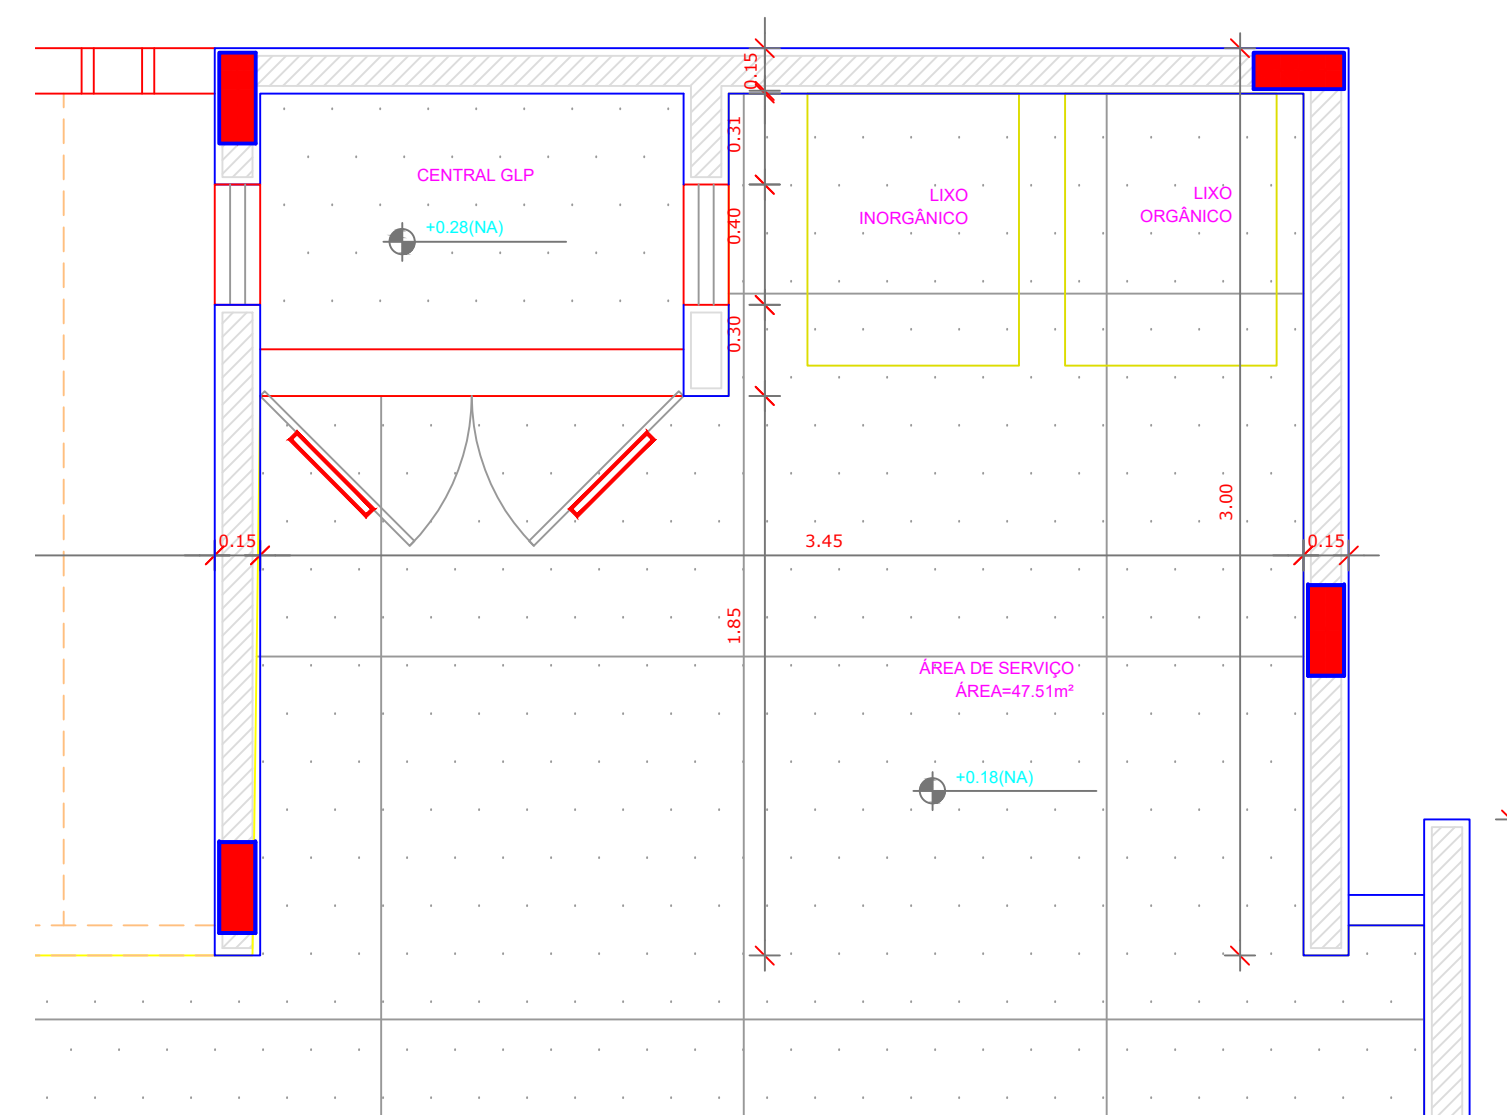 0.15
0.31
CENTRAL GLP
LIXO
INORGÂNICO
LIXO
ORGÂNICO
+0.28(NA)
0.40
0.30
0.15
3.45
3.00
0.15
1.85
ÁREA DE SERVIÇO
ÁREA=47.51m²
+0.18(NA)